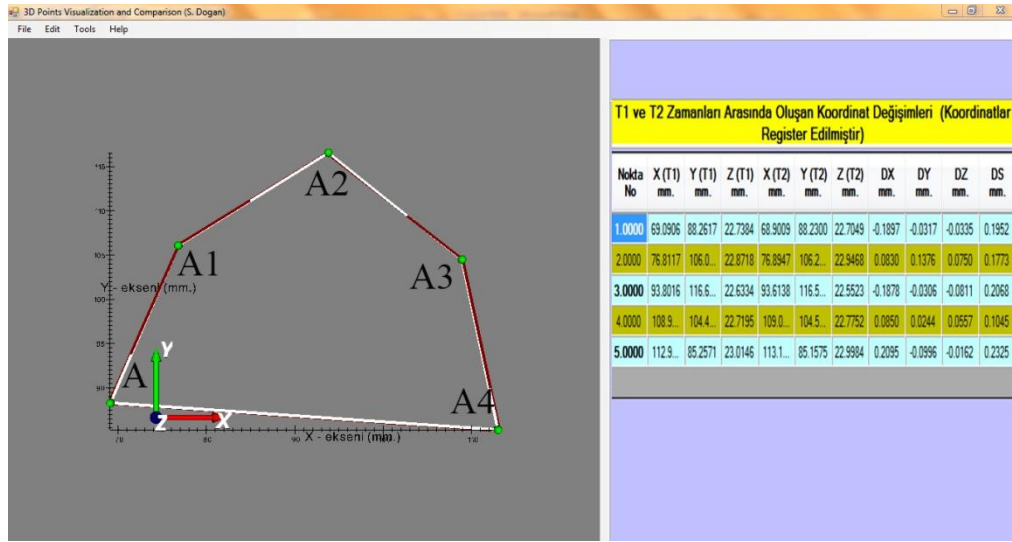 3D Points Visualization and Comparison (S. Dogan)
File Edit Tools Help
115
A2
110
A1
A3
105
Y - ekseni (mm.)
100
95
Y
A
90
A4
Z X
X - ekseni (mm.)
70 80 90 110
T1 ve T2 Zamanları Arasında Oluşan Koordinat Değişimleri (Koordinatlar
Register Edilmiştir)
Nokta X (T1) Y (T1) Z (T1) X (T2) Y (T2) Z (T2) DX DY DZ DS
No mm. mm. mm. mm. mm. mm. mm. mm. mm. mm.
1.0000 69.0906 88.2617 22.7384 68.9009 88.2300 22.7049 -0.1897 -0.0317 -0.0335 0.1952
2.0000 76.8117 106.0... 22.8718 76.8947 106.2... 22.9468 0.0830 0.1376 0.0750 0.1773
3.0000 93.8016 116.6... 22.6334 93.6138 116.5... 22.5523 -0.1878 -0.0306 -0.0811 0.2068
4.0000 108.9... 104.4... 22.7195 109.0... 104.5... 22.7752 0.0850 0.0244 0.0557 0.1045
5.0000 112.9... 85.2571 23.0146 113.1... 85.1575 22.9984 0.2095 -0.0996 -0.0162 0.2325